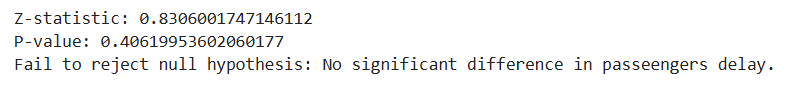 Z-statistic: 0.8306001747146112
P-value: 0.40619953602060177
Fail to reject null hypothesis: No significant difference in passeengers delay.